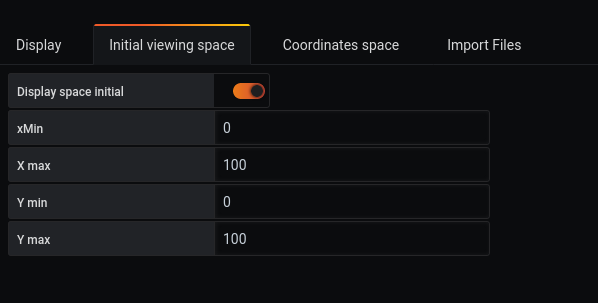 Display Initial viewing space Coordinates space Import Files
Display space initial
xMin 0
X max 100
Y min 0
Y max 100